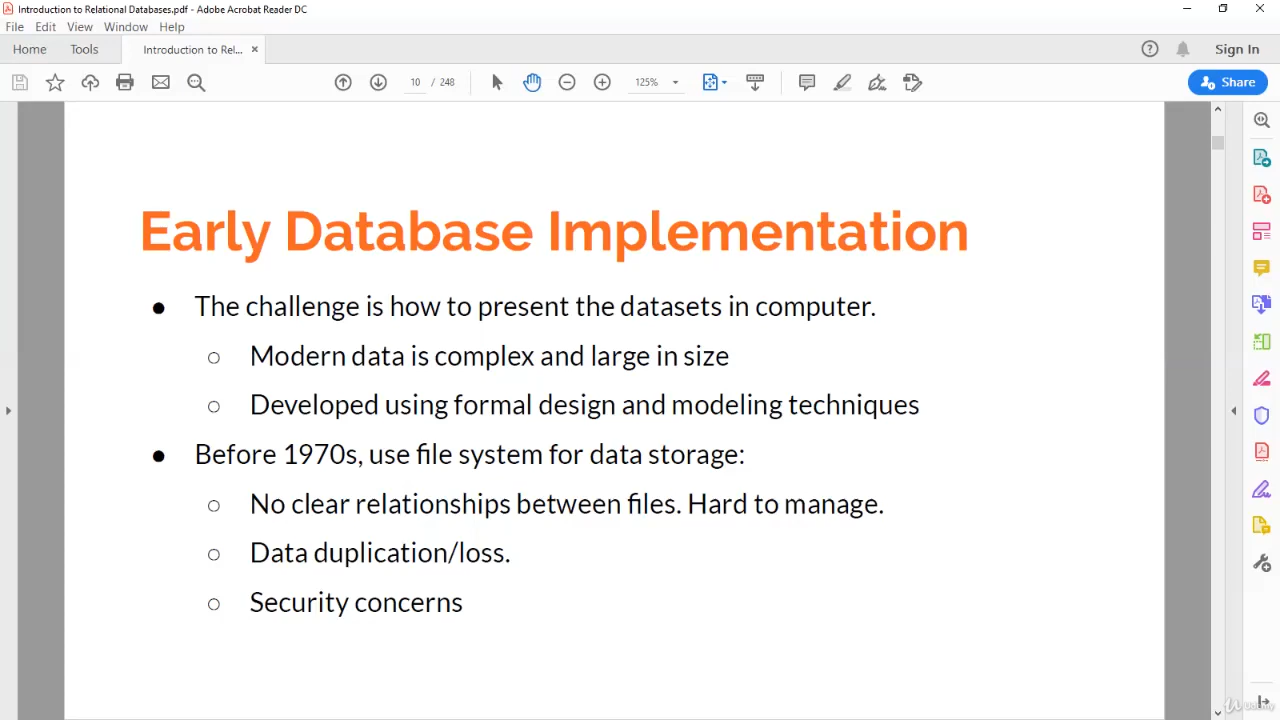 Introduction to Relational Databases.pdf - Adobe Acrobat Reader DC
File Edit View Window Help
Home Tools Introduction to Rel... × Sign In
10 / 248 125% Share
Early Database Implementation
● The challenge is how to present the datasets in computer.
○ Modern data is complex and large in size
○ Developed using formal design and modeling techniques
● Before 1970s, use file system for data storage:
○ No clear relationships between files. Hard to manage.
○ Data duplication/loss.
○ Security concerns
Udemy